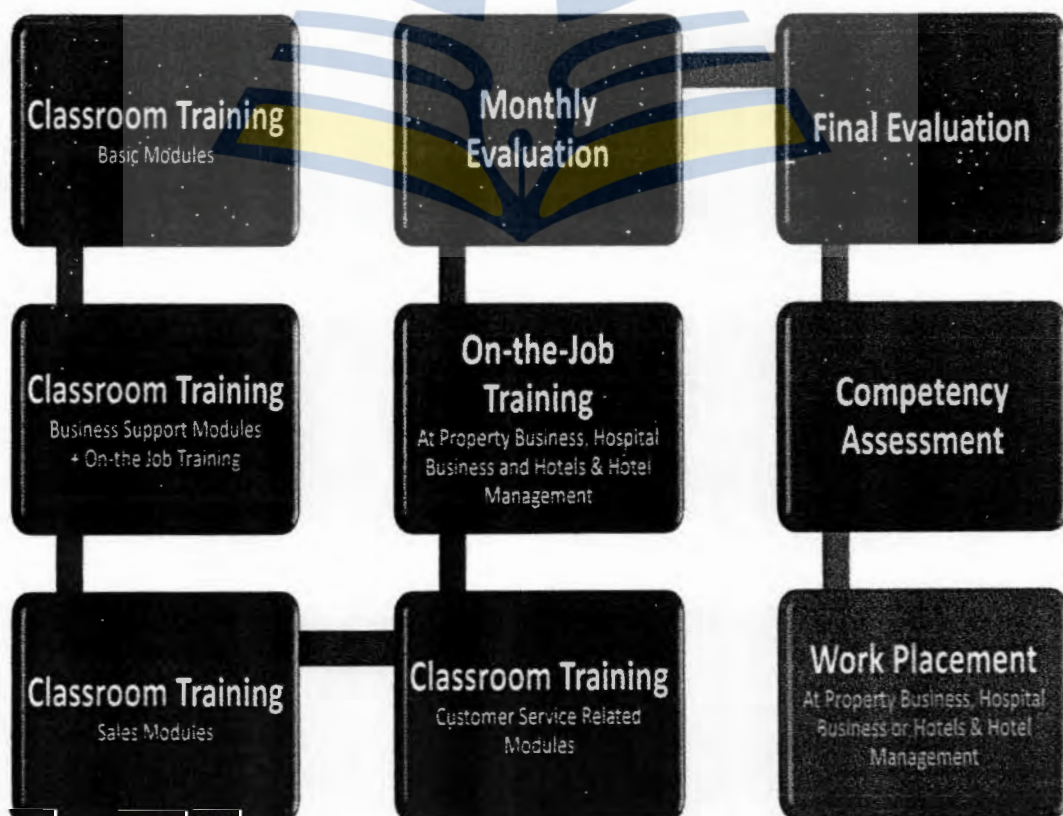 Classroom Training
Basic Modules
Classroom Training
Business Support Modules
+ On-the Job Training
Classroom Training
Sales Modules
Classroom Training
Customer Service Related
Modules
On-the-Job
Training
At Property Business, Hospital
Business and Hotels & Hotel
Management
Monthly
Evaluation
Final Evaluation
Competency
Assessment
Work Placement
At Property Business, Hospital
Business or Hotels & Hotel
Management